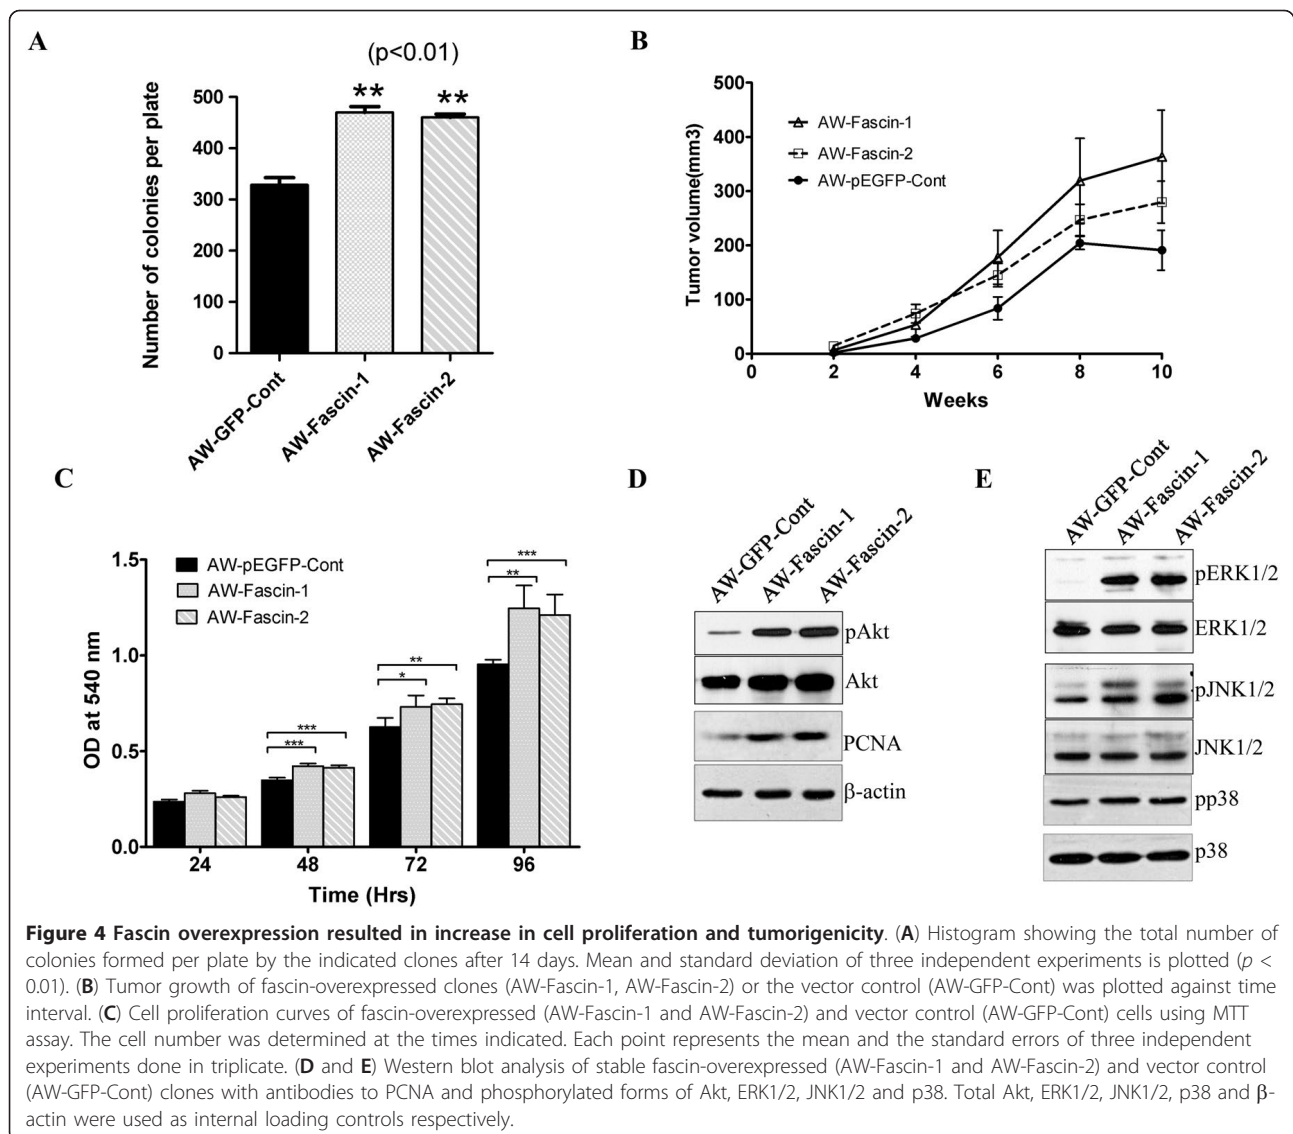 A
(p<0.01)
** **
Number of colonies per plate
500
400
300
200
100
0
AW-GFP-Cont
AW-Fascin-1
AW-Fascin-2
B
Tumor volume(mm3)
500
400
300
200
100
0
AW-Fascin-1
AW-Fascin-2
AW-pEGFP-Cont
0 2 4 6 8 10
Weeks
C
OD at 540 nm
1.5
1.0
0.5
0.0
AW-pEGFP-Cont
AW-Fascin-1
AW-Fascin-2
***
***
**
*
***
**
24 48 72 96
Time (Hrs)
D
AW-GFP-Cont
AW-Fascin-1
AW-Fascin-2
pAkt
Akt
PCNA
β-actin
E
AW-GFP-Cont
AW-Fascin-1
AW-Fascin-2
pERK1/2
ERK1/2
pJNK1/2
JNK1/2
pp38
p38
Figure 4 Fascin overexpression resulted in increase in cell proliferation and tumorigenicity. (A) Histogram showing the total number of
colonies formed per plate by the indicated clones after 14 days. Mean and standard deviation of three independent experiments is plotted (p <
0.01). (B) Tumor growth of fascin-overexpressed clones (AW-Fascin-1, AW-Fascin-2) or the vector control (AW-GFP-Cont) was plotted against time
interval. (C) Cell proliferation curves of fascin-overexpressed (AW-Fascin-1 and AW-Fascin-2) and vector control (AW-GFP-Cont) cells using MTT
assay. The cell number was determined at the times indicated. Each point represents the mean and the standard errors of three independent
experiments done in triplicate. (D and E) Western blot analysis of stable fascin-overexpressed (AW-Fascin-1 and AW-Fascin-2) and vector control
(AW-GFP-Cont) clones with antibodies to PCNA and phosphorylated forms of Akt, ERK1/2, JNK1/2 and p38. Total Akt, ERK1/2, JNK1/2, p38 and β-
actin were used as internal loading controls respectively.